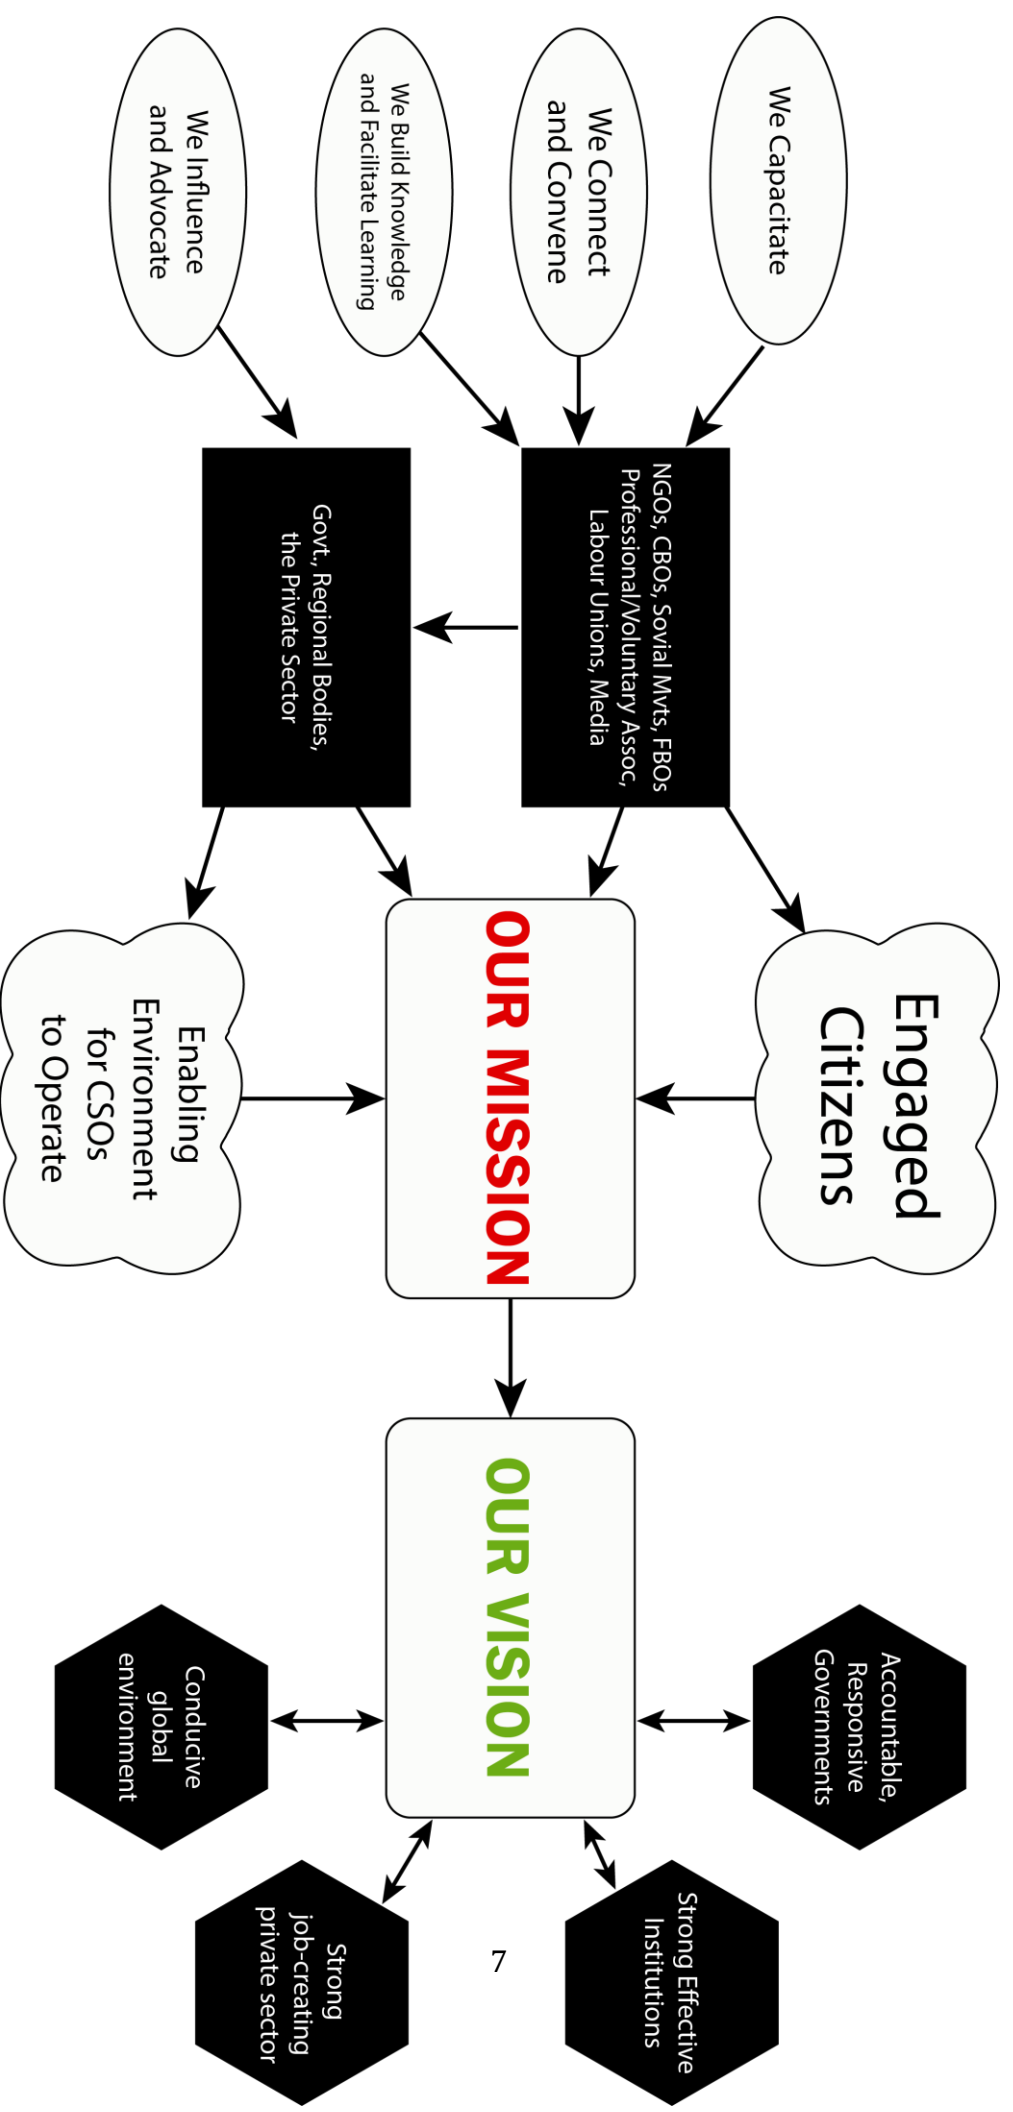 We Capacitate
We Connect
and Convene
We Build Knowledge
and Facilitate Learning
We Influence
and Advocate
NGOs, CBOs, Sovial Mvts, FBOs
Professional/Voluntary Assoc,
Labour Unions, Media
Govt., Regional Bodies,
the Private Sector
Engaged
Citizens
OUR MISSION
Enabling
Environment
for CSOs
to Operate
OUR VISION
Accountable,
Responsive
Governments
Strong Effective
Institutions
Strong
job-creating
private sector
Conducive
global
environment
7